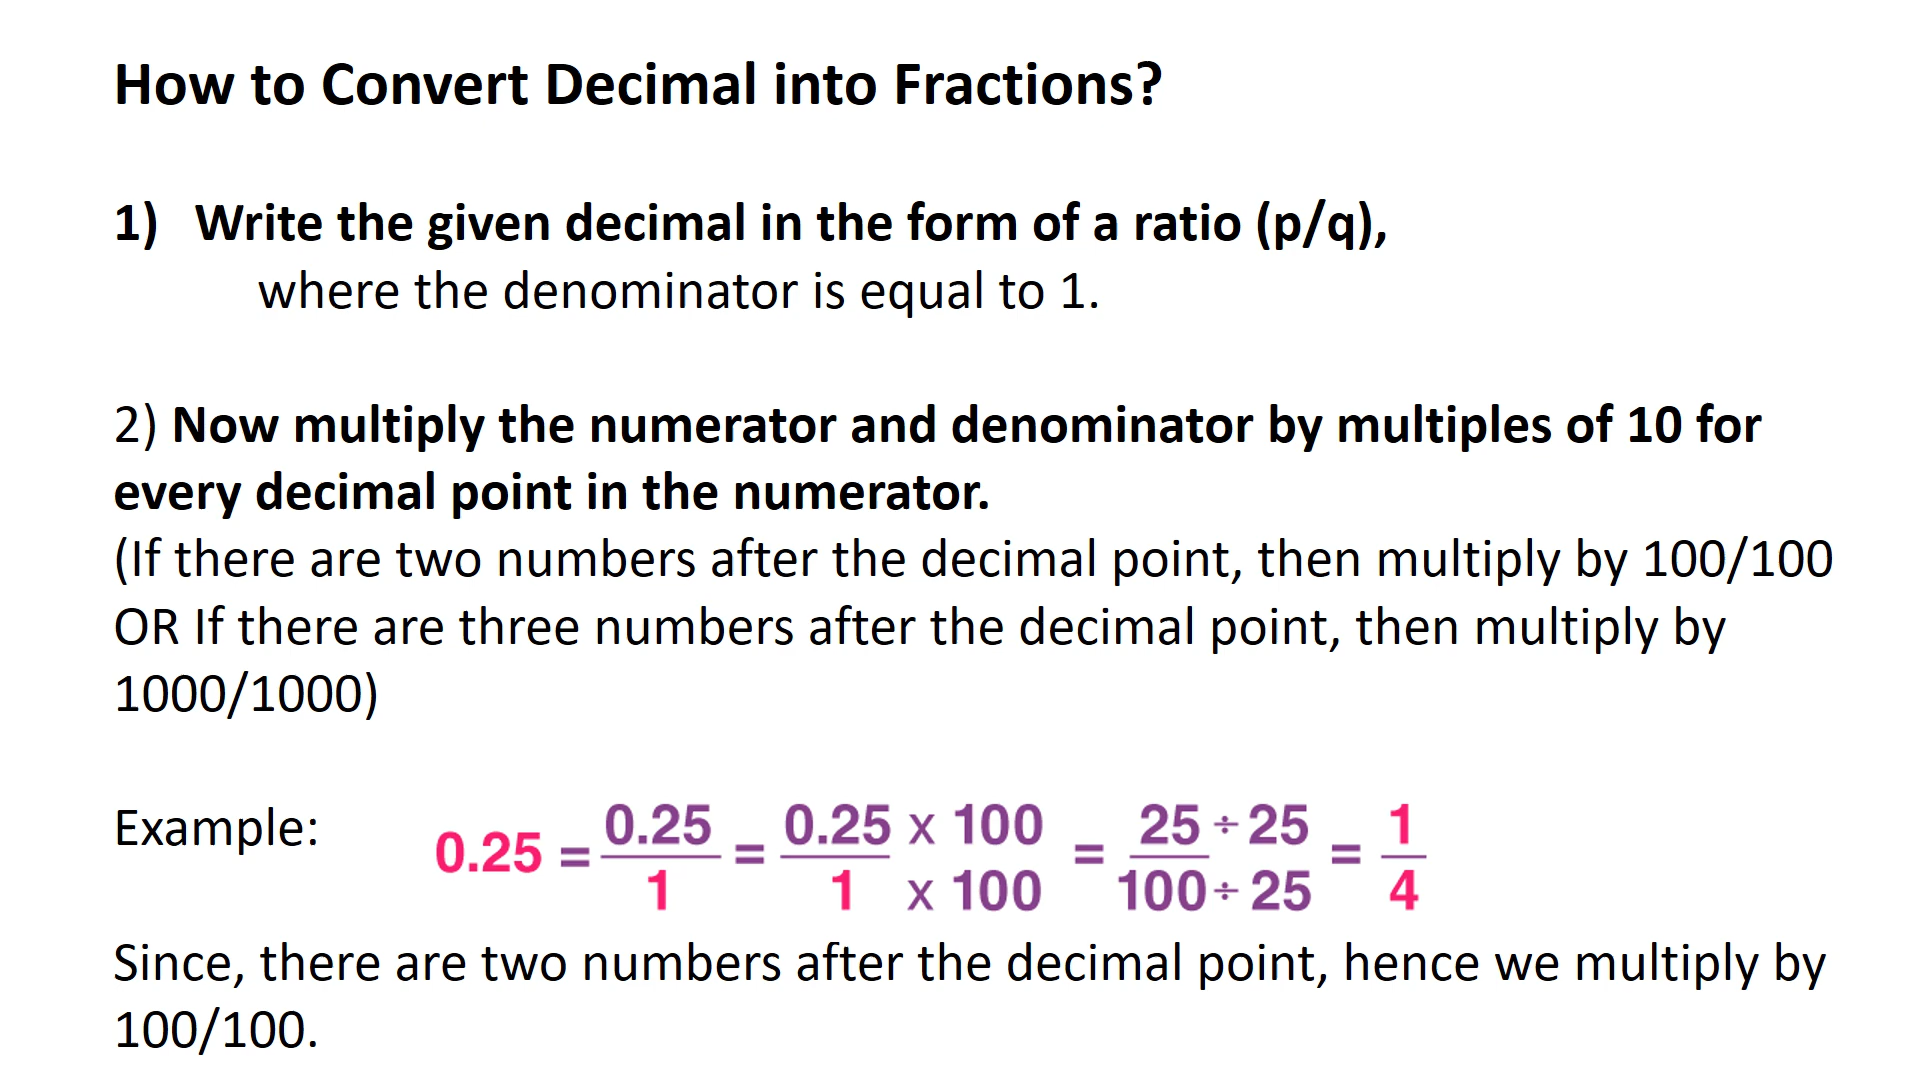 How to Convert Decimal into Fractions?
1) Write the given decimal in the form of a ratio (p/q),
where the denominator is equal to 1.
2) Now multiply the numerator and denominator by multiples of 10 for
every decimal point in the numerator.
(If there are two numbers after the decimal point, then multiply by 100/100
OR If there are three numbers after the decimal point, then multiply by
1000/1000)
Example: 0.25 = 0.25/1 = 0.25 x 100/1 x 100 = 25 ÷ 25/100 ÷ 25 = 1/4
Since, there are two numbers after the decimal point, hence we multiply by
100/100.